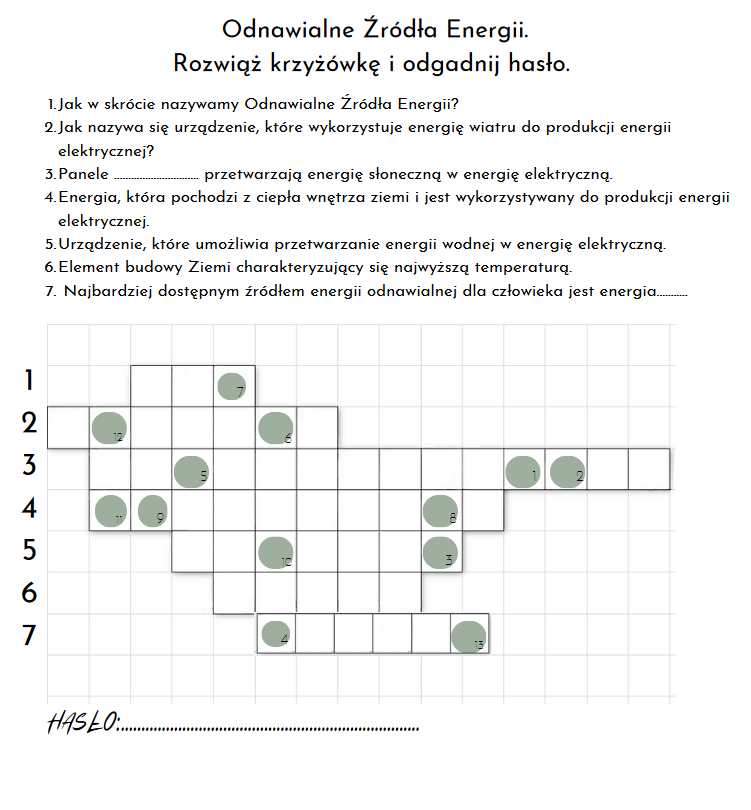 Odnawialne Źródła Energii.
Rozwiąż krzyżówkę i odgadnij hasło.
1.Jak w skrócie nazywamy Odnawialne Źródła Energii?
2.Jak nazywa się urządzenie, które wykorzystuje energię wiatru do produkcji energii
elektrycznej?
3.Panele .............................. przetwarzają energię słoneczną w energię elektryczną.
4.Energia, która pochodzi z ciepła wnętrza ziemi i jest wykorzystywany do produkcji energii
elektrycznej.
5.Urządzenie, które umożliwia przetwarzanie energii wodnej w energię elektryczną.
6.Element budowy Ziemi charakteryzujący się najwyższą temperaturą.
7. Najbardziej dostępnym źródłem energii odnawialnej dla człowieka jest energia...........
1 7
2 12 6
3 5 1 2
4 11 9 8
5 10 3
6
7 4 13
HASŁO:.........................................................................